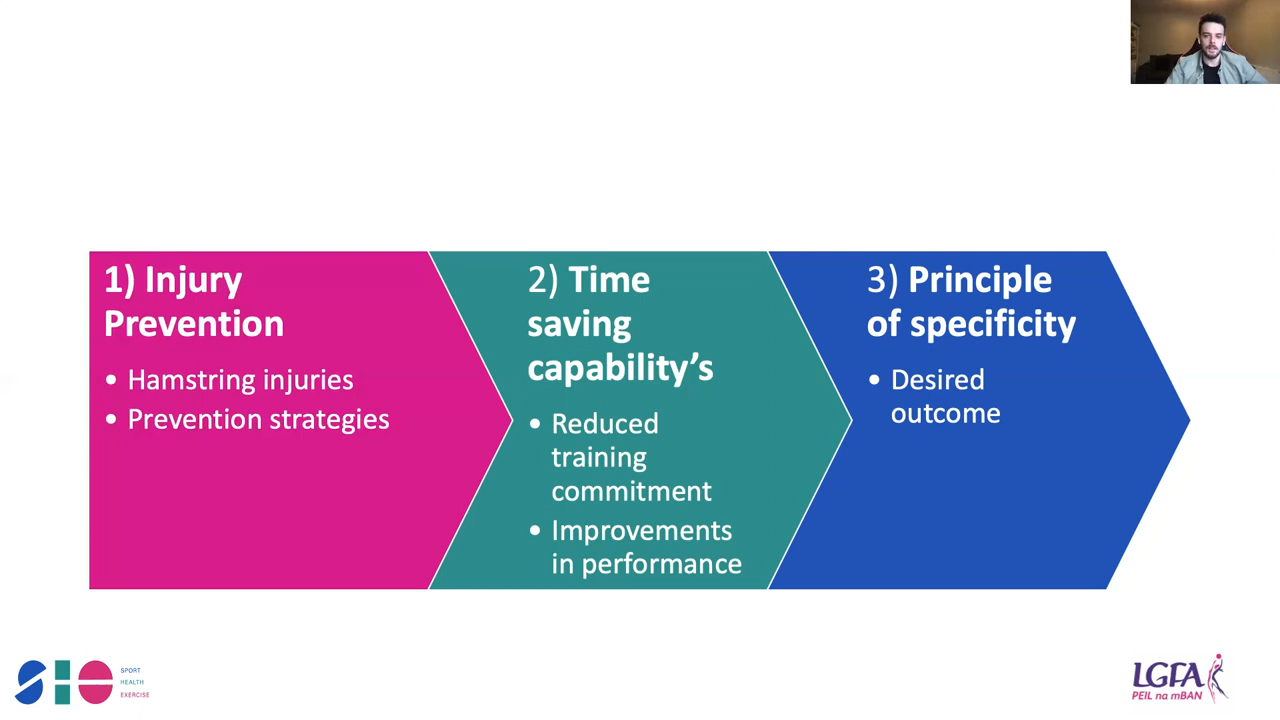 1) Injury
Prevention
• Hamstring injuries
• Prevention strategies
2) Time
saving
capability’s
• Reduced
training
commitment
• Improvements
in performance
3) Principle
of specificity
• Desired
outcome
SIO
SPORT
HEALTH
EXERCISE
LGFA
PEIL na mBAN